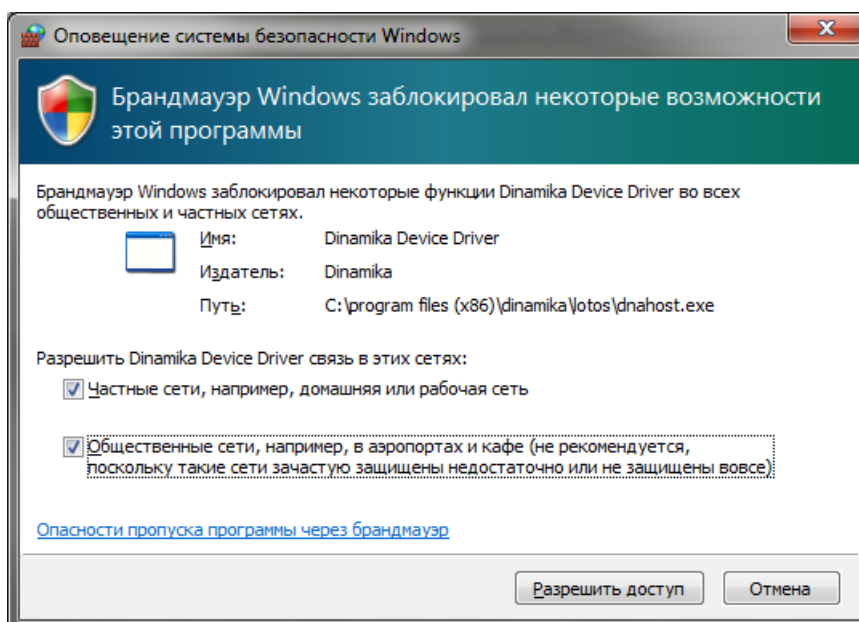 Оповещение системы безопасности Windows
Брандмауэр Windows заблокировал некоторые возможности
этой программы
Брандмауэр Windows заблокировал некоторые функции Dinamika Device Driver во всех
общественных и частных сетях.
Имя: Dinamika Device Driver
Издатель: Dinamika
Путь: C:\program files (x86)\dinamika\lotos\dnahost.exe
Разрешить Dinamika Device Driver связь в этих сетях:
Частные сети, например, домашняя или рабочая сеть
Общественные сети, например, в аэропортах и кафе (не рекомендуется,
поскольку такие сети зачастую защищены недостаточно или не защищены вовсе)
Опасности пропуска программы через брандмауэр
Разрешить доступ Отмена